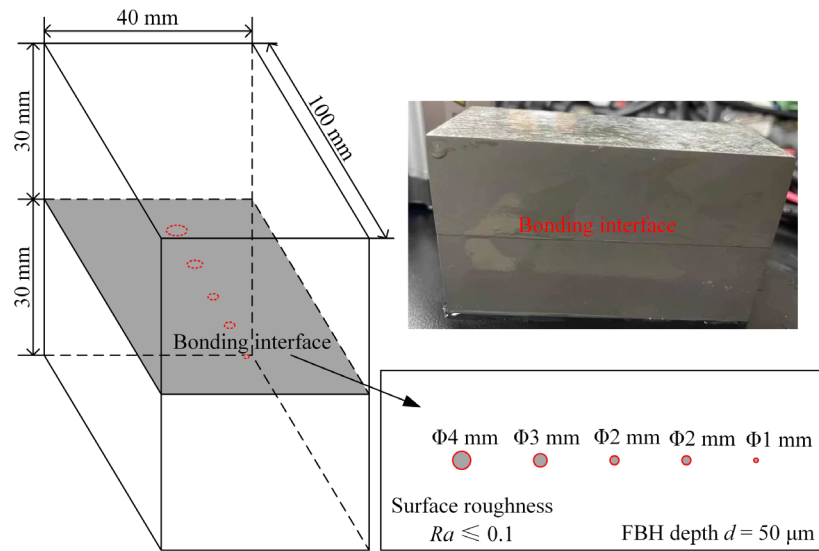 40 mm
30 mm
100 mm
30 mm
Bonding interface
Bonding interface
Φ4 mm Φ3 mm Φ2 mm Φ2 mm Φ1 mm
Surface roughness
Ra ≤ 0.1 FBH depth d = 50 μm